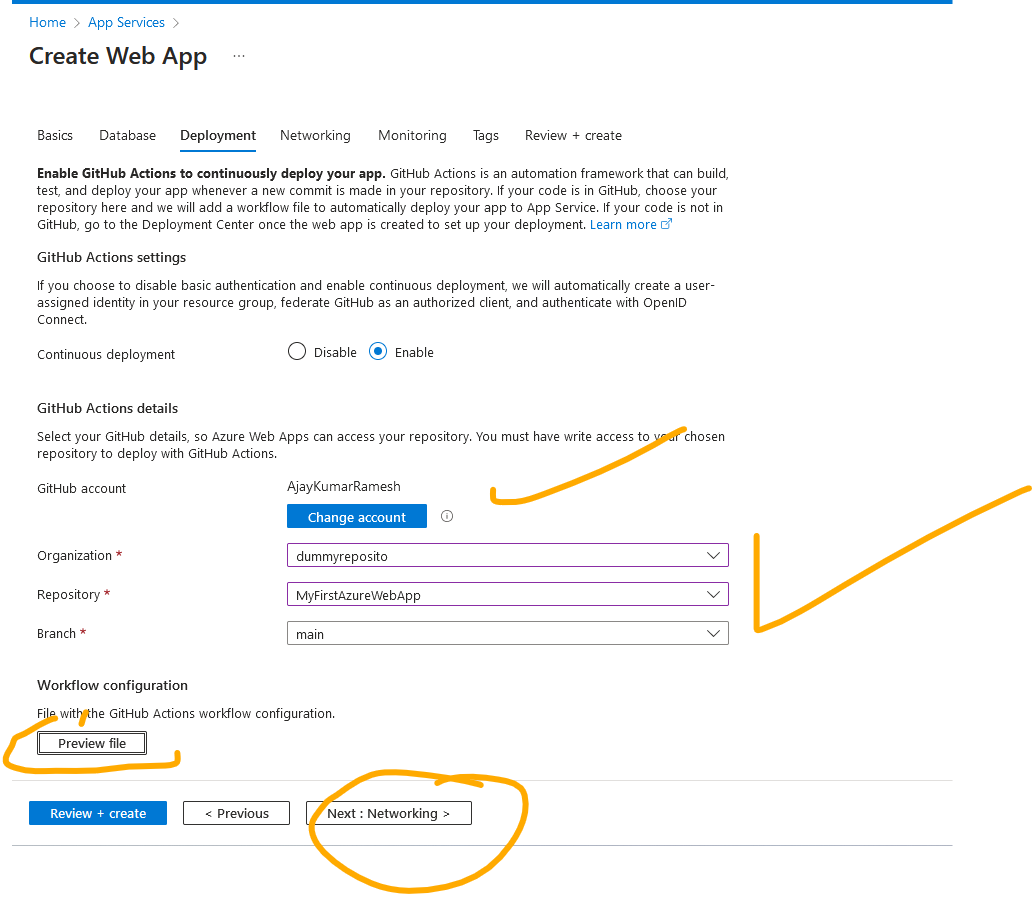 Home > App Services >
Create Web App ...
Basics Database Deployment Networking Monitoring Tags Review + create
Enable GitHub Actions to continuously deploy your app. GitHub Actions is an automation framework that can build,
test, and deploy your app whenever a new commit is made in your repository. If your code is in GitHub, choose your
repository here and we will add a workflow file to automatically deploy your app to App Service. If your code is not in
GitHub, go to the Deployment Center once the web app is created to set up your deployment. Learn more
GitHub Actions settings
If you choose to disable basic authentication and enable continuous deployment, we will automatically create a user-
assigned identity in your resource group, federate GitHub as an authorized client, and authenticate with OpenID
Connect.
Continuous deployment Disable Enable
GitHub Actions details
Select your GitHub details, so Azure Web Apps can access your repository. You must have write access to your chosen
repository to deploy with GitHub Actions.
GitHub account AjayKumarRamesh
Change account
Organization * dummyreposito
Repository * MyFirstAzureWebApp
Branch * main
Workflow configuration
File with the GitHub Actions workflow configuration.
Preview file
Review + create < Previous Next : Networking >